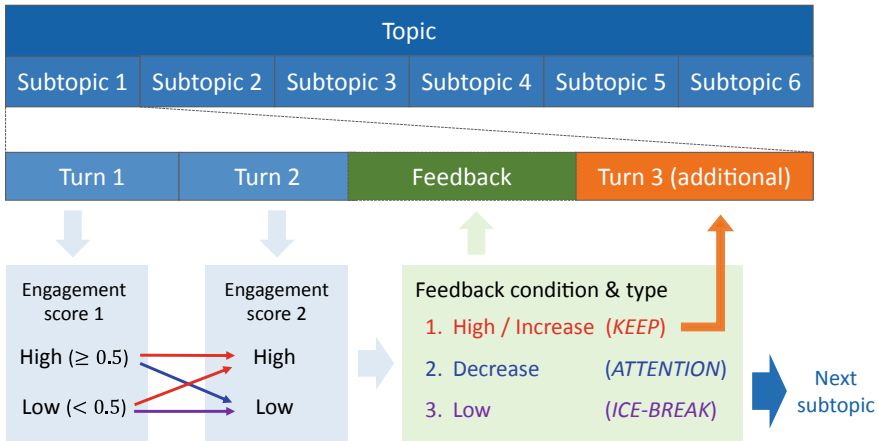 Topic
Subtopic 1 Subtopic 2 Subtopic 3 Subtopic 4 Subtopic 5 Subtopic 6
Turn 1 Turn 2 Feedback Turn 3 (additional)
Engagement
score 1
High (≥ 0.5)
Low (< 0.5)
Engagement
score 2
High
Low
Feedback condition & type
1. High / Increase (KEEP)
2. Decrease (ATTENTION)
3. Low (ICE-BREAK)
Next
subtopic